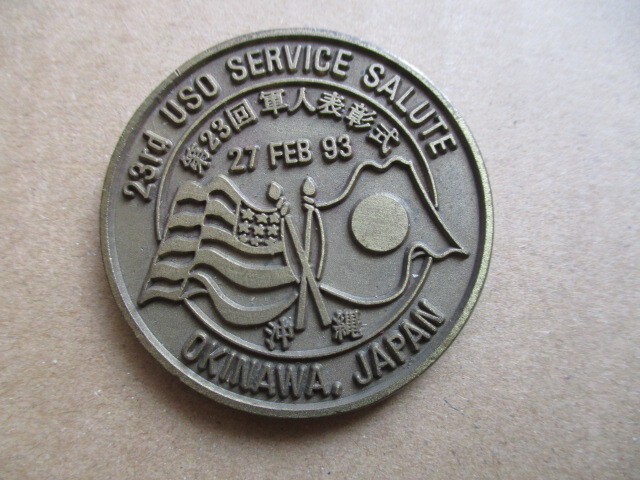 23rd USO SERVICE SALUTE
第23回 軍人表彰式
27 FEB 93
沖縄
OKINAWA, JAPAN